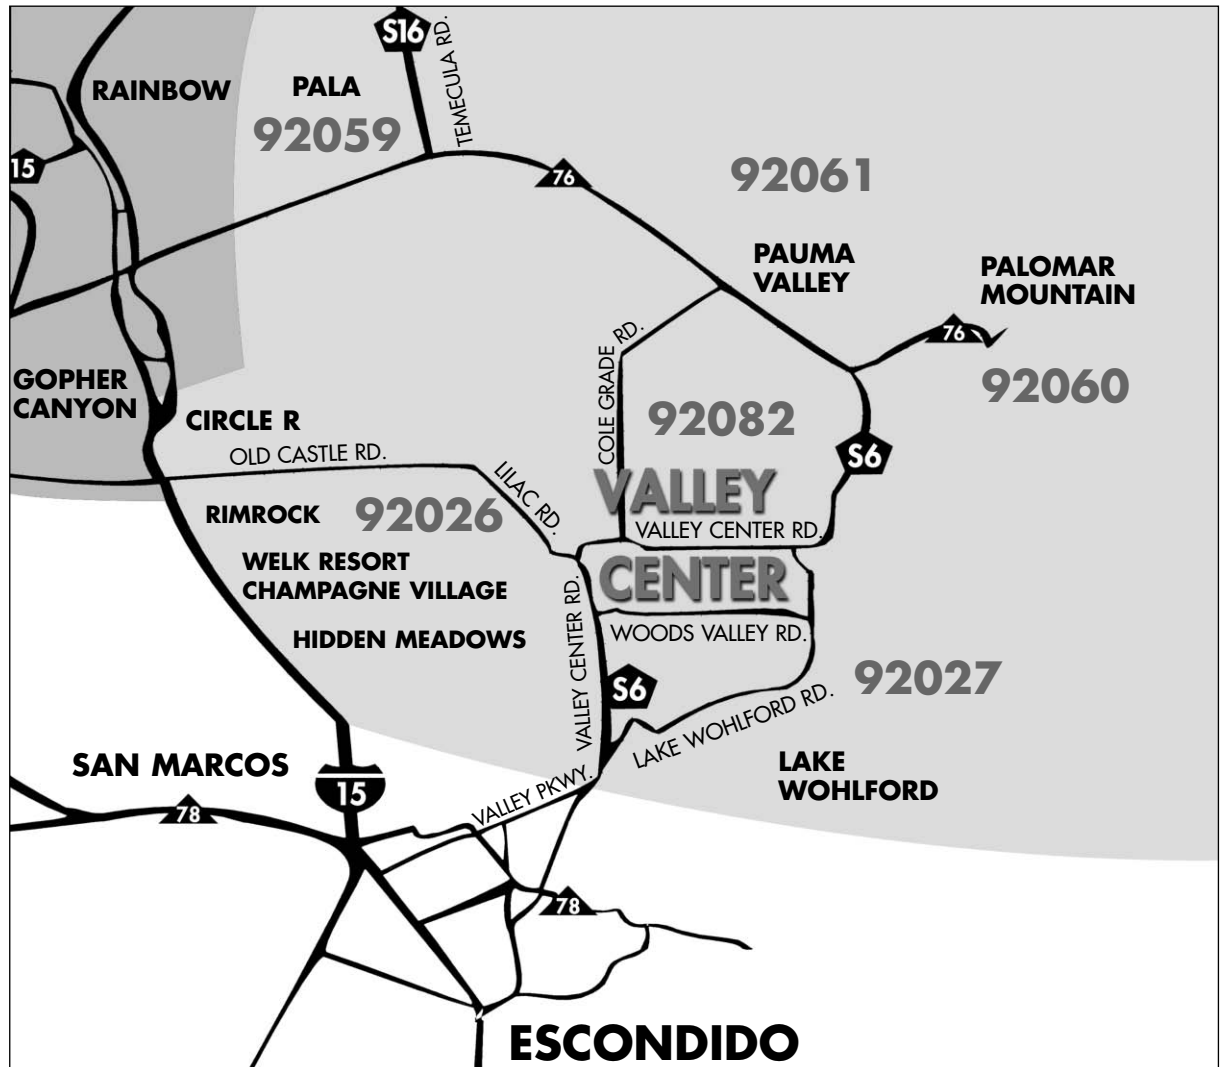 S16
TEMECULA RD.
RAINBOW
PALA
92059
15
76
92061
PAUMA
VALLEY
PALOMAR
MOUNTAIN
76
92060
COLE GRADE RD.
GOPHER
CANYON
CIRCLE R
OLD CASTLE RD.
92082
S6
LILAC RD.
RIMROCK
92026
VALLEY
VALLEY CENTER RD.
CENTER
WELK RESORT
CHAMPAGNE VILLAGE
HIDDEN MEADOWS
VALLEY CENTER RD.
WOODS VALLEY RD.
S6
92027
LAKE WOHLFORD RD.
SAN MARCOS
15
78
VALLEY PKWY.
LAKE
WOHLFORD
78
ESCONDIDO